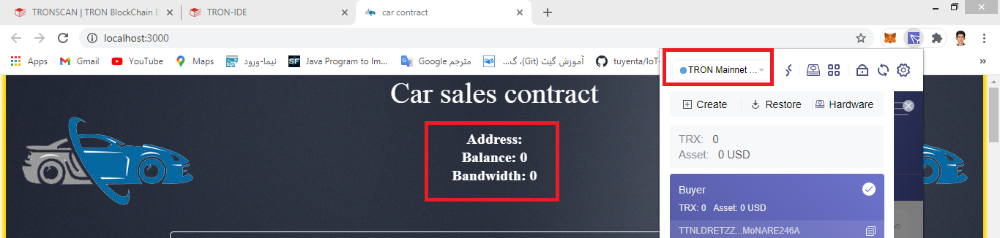 TRONSCAN | TRON BlockChain E
TRON-IDE
car contract
localhost:3000
Apps
Gmail
YouTube
Maps
نیما-ورود
Java Program to Im...
مترجم Google
آموزش گیت (Git)، گ...
tuyenta/IoT-
Car sales contract
Address:
Balance: 0
Bandwidth: 0
TRON Mainnet ...
Create
Restore
Hardware
TRX: 0
Asset: 0 USD
Buyer
TRX: 0 Asset: 0 USD
TTNLDRETZZ...MoNARE246A